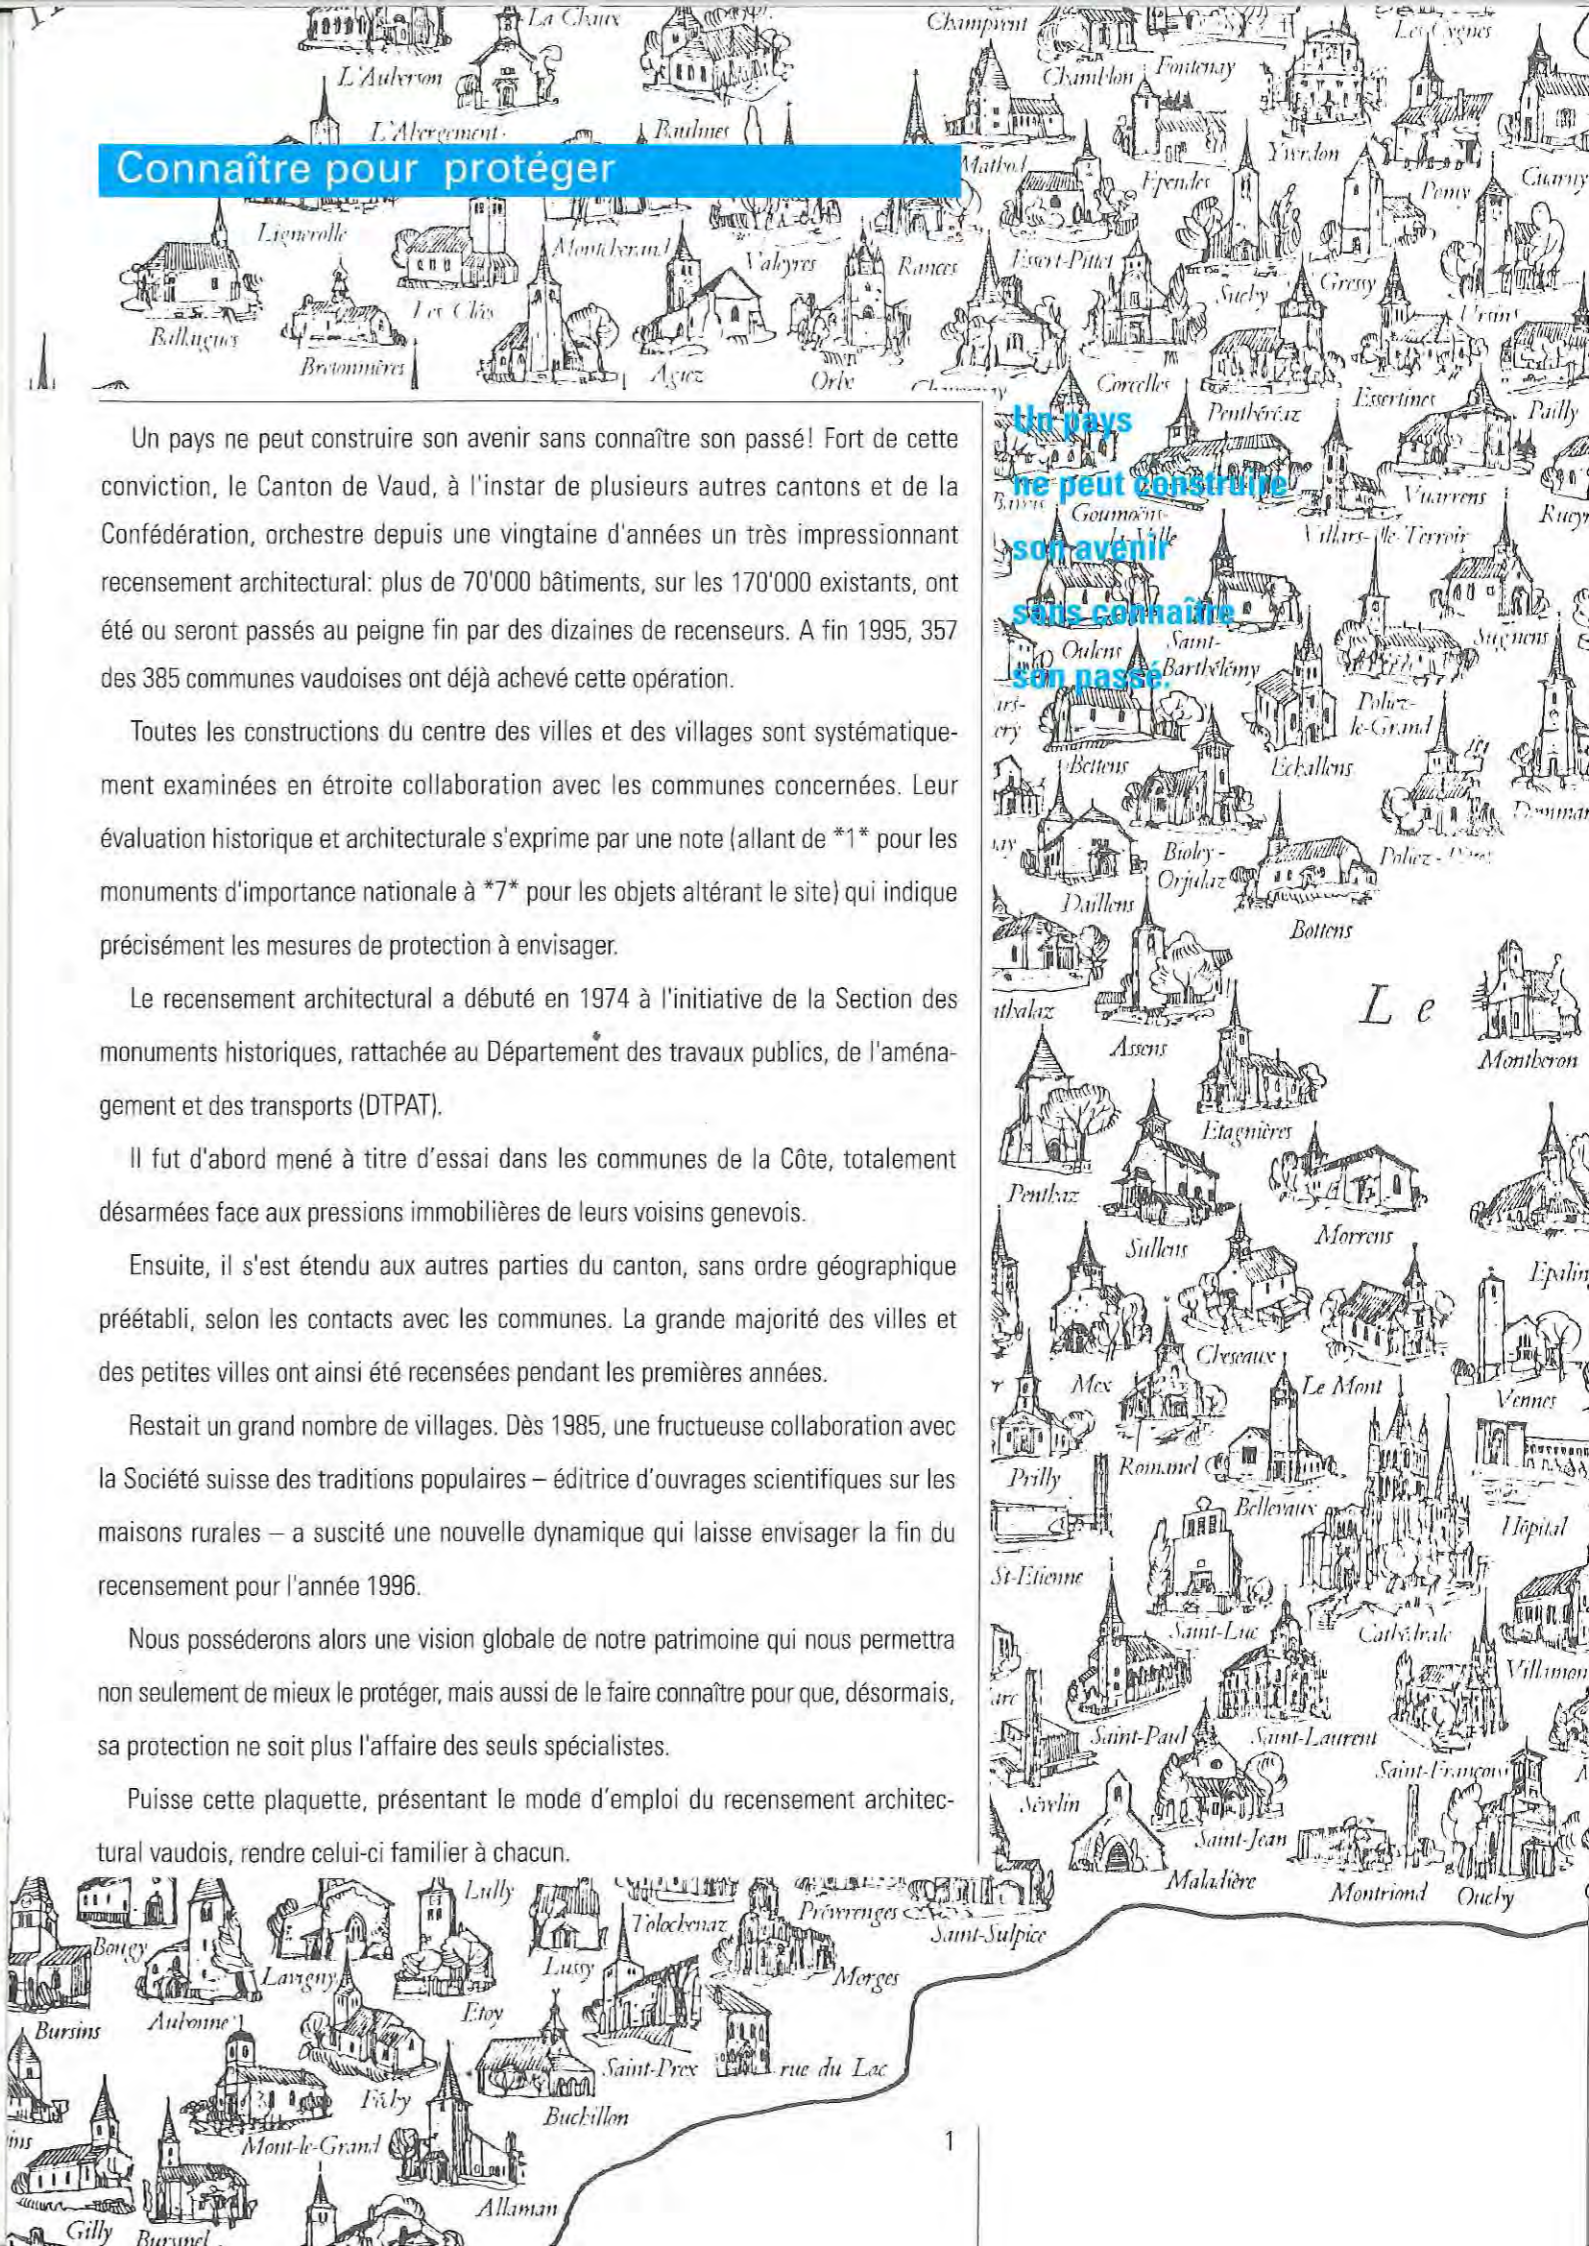 Connaître pour protéger
Un pays ne peut construire son avenir sans connaître son passé! Fort de cette
conviction, le Canton de Vaud, à l'instar de plusieurs autres cantons et de la
Confédération, orchestre depuis une vingtaine d'années un très impressionnant
recensement architectural: plus de 70'000 bâtiments, sur les 170'000 existants, ont
été ou seront passés au peigne fin par des dizaines de recenseurs. A fin 1995, 357
des 385 communes vaudoises ont déjà achevé cette opération.
Toutes les constructions du centre des villes et des villages sont systématique-
ment examinées en étroite collaboration avec les communes concernées. Leur
évaluation historique et architecturale s'exprime par une note (allant de *1* pour les
monuments d'importance nationale à *7* pour les objets altérant le site) qui indique
précisément les mesures de protection à envisager.
Le recensement architectural a débuté en 1974 à l'initiative de la Section des
monuments historiques, rattachée au Département des travaux publics, de l'aména-
gement et des transports (DTPAT).
Il fut d'abord mené à titre d'essai dans les communes de la Côte, totalement
désarmées face aux pressions immobilières de leurs voisins genevois.
Ensuite, il s'est étendu aux autres parties du canton, sans ordre géographique
préétabli, selon les contacts avec les communes. La grande majorité des villes et
des petites villes ont ainsi été recensées pendant les premières années.
Restait un grand nombre de villages. Dès 1985, une fructueuse collaboration avec
la Société suisse des traditions populaires – éditrice d'ouvrages scientifiques sur les
maisons rurales – a suscité une nouvelle dynamique qui laisse envisager la fin du
recensement pour l'année 1996.
Nous posséderons alors une vision globale de notre patrimoine qui nous permettra
non seulement de mieux le protéger, mais aussi de le faire connaître pour que, désormais,
sa protection ne soit plus l'affaire des seuls spécialistes.
Puisse cette plaquette, présentant le mode d'emploi du recensement architec-
tural vaudois, rendre celui-ci familier à chacun.
Un pays
ne peut construire
son avenir
sans connaître
son passé.
La Chaux
L'Auberson
L'Abergement
Baulmes
Champvent
Chamblon
Fontenay
Les Cygnes
Yverdon
Ependes
Pomy
Cuarny
Lignerolle
Montcherand
Valeyres
Rances
Essert-Pittet
Suchy
Gressy
Ursins
Ballaigues
Les Clées
Bretonnières
Agiez
Orbe
Corcelles
Penthéréaz
Essertines
Pailly
Vuarrens
Goumoëns-
la-Ville
Villars-le-Terroir
Oulens
Saint-
Barthélémy
Sugnens
Poliez-
le-Grand
Bettens
Echallens
Bioley-
Orjulaz
Daillens
Bottens
Le
Montheron
Assens
Etagnières
Penthaz
Sullens
Morrens
Cheseaux
Mex
Le Mont
Vennes
Prilly
Romanel
Bellevaux
Hôpital
St-Etienne
Saint-Luc
Cathédrale
Saint-Paul
Saint-Laurent
Saint-François
Sévelin
Saint-Jean
Maladière
Montriond
Ouchy
Lully
Tolochenaz
Préverenges
Saint-Sulpice
Bougy
Lavigny
Lussy
Morges
Bursins
Aubonne
Etoy
Saint-Prex
rue du Lac
Féchy
Buchillon
Mont-le-Grand
Allaman
Gilly
1